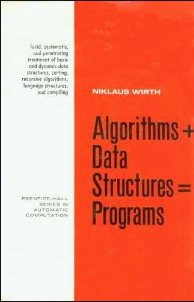 lucid, systematic,
and penetrating
treatment of basic
and dynamic data
structures, sorting,
recursive algorithms,
language structures,
and compiling
NIKLAUS WIRTH
Algorithms +
Data
Structures =
Programs
PRENTICE-HALL
SERIES IN
AUTOMATIC
COMPUTATION